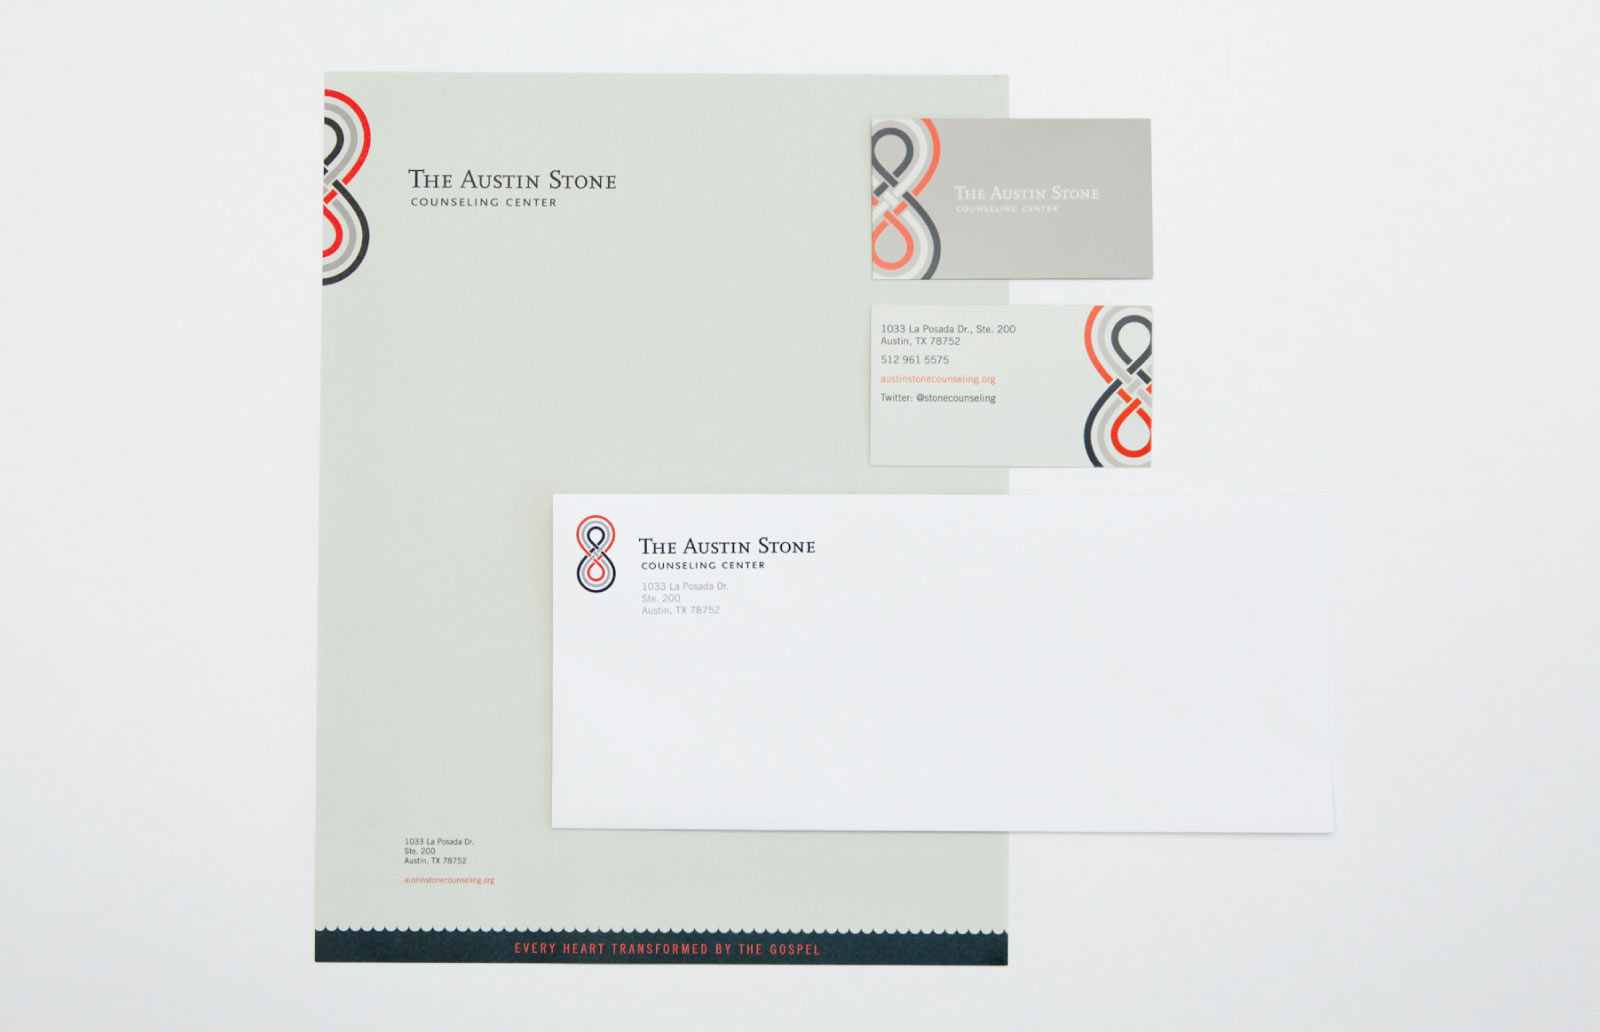 The Austin Stone
COUNSELING CENTER
1033 La Posada Dr.
Ste. 200
Austin, TX 78752
austinstonecounseling.org
EVERY HEART TRANSFORMED BY THE GOSPEL
The Austin Stone
COUNSELING CENTER
1033 La Posada Dr., Ste. 200
Austin, TX 78752
512 961 5575
austinstonecounseling.org
Twitter: @stonecounseling
The Austin Stone
COUNSELING CENTER
1033 La Posada Dr.
Ste. 200
Austin, TX 78752